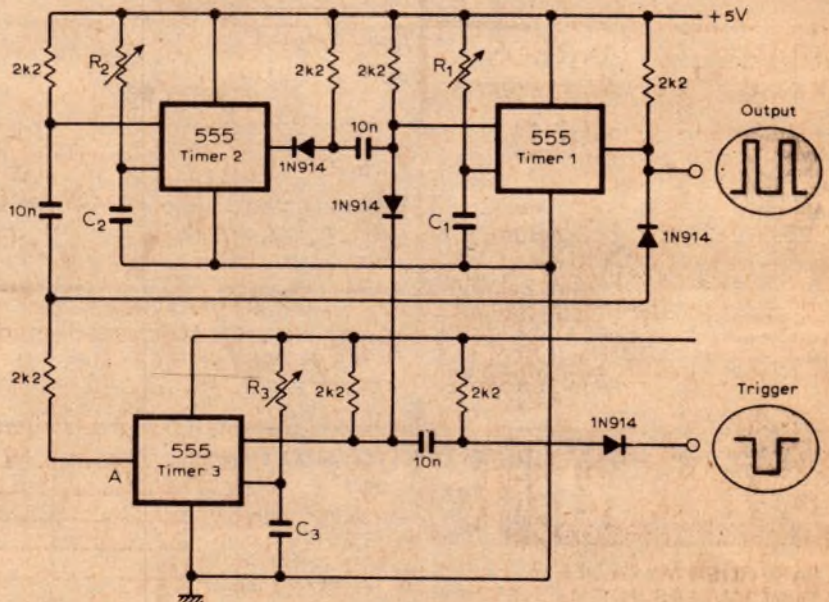 +5V
2k2
R2
2k2
2k2
R1
2k2
Output
555
Timer 2
1N914
10n
555
Timer 1
10n
C2
1N914
C1
1N914
2k2
R3
2k2
2k2
Trigger
1N914
A
555
Timer 3
10n
C3